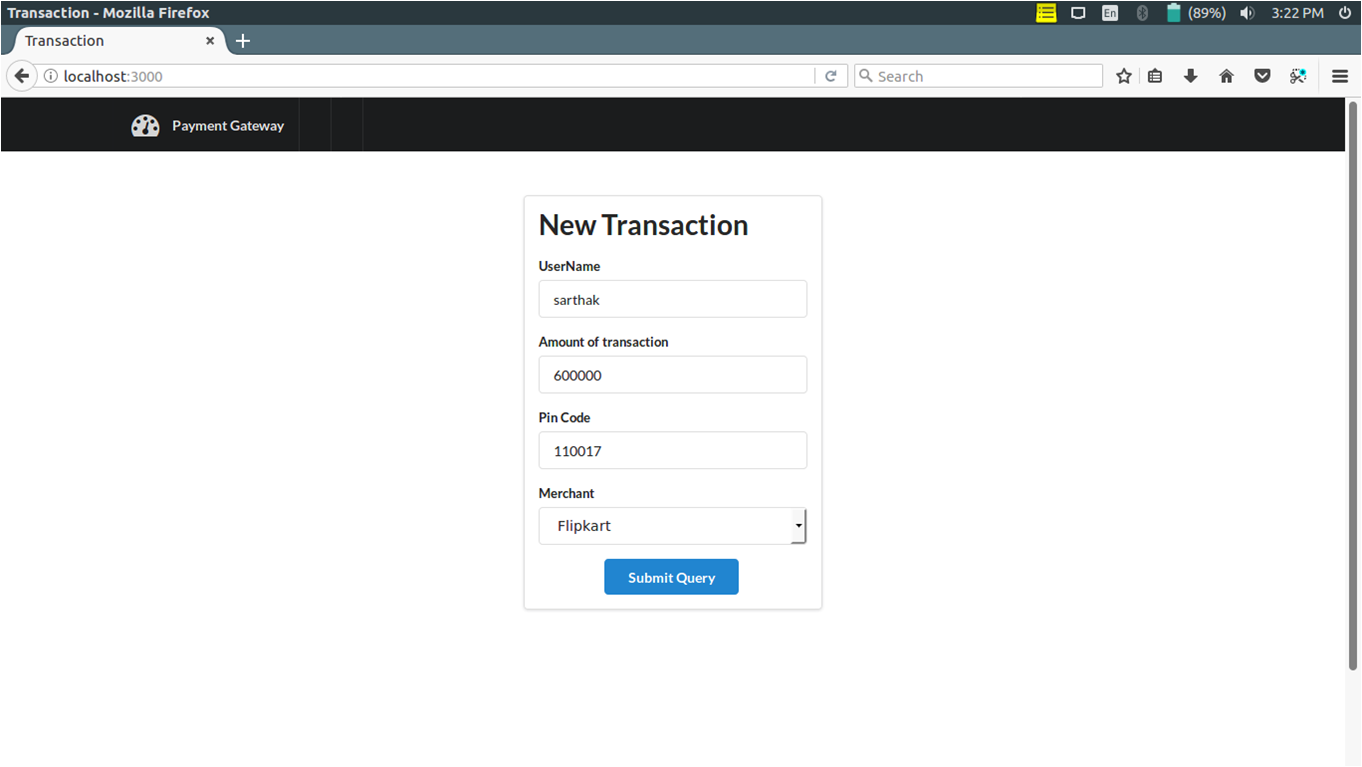 Transaction - Mozilla Firefox
En
(89%)
3:22 PM
Transaction
localhost:3000
Search
Payment Gateway
New Transaction
UserName
sarthak
Amount of transaction
600000
Pin Code
110017
Merchant
Flipkart
Submit Query